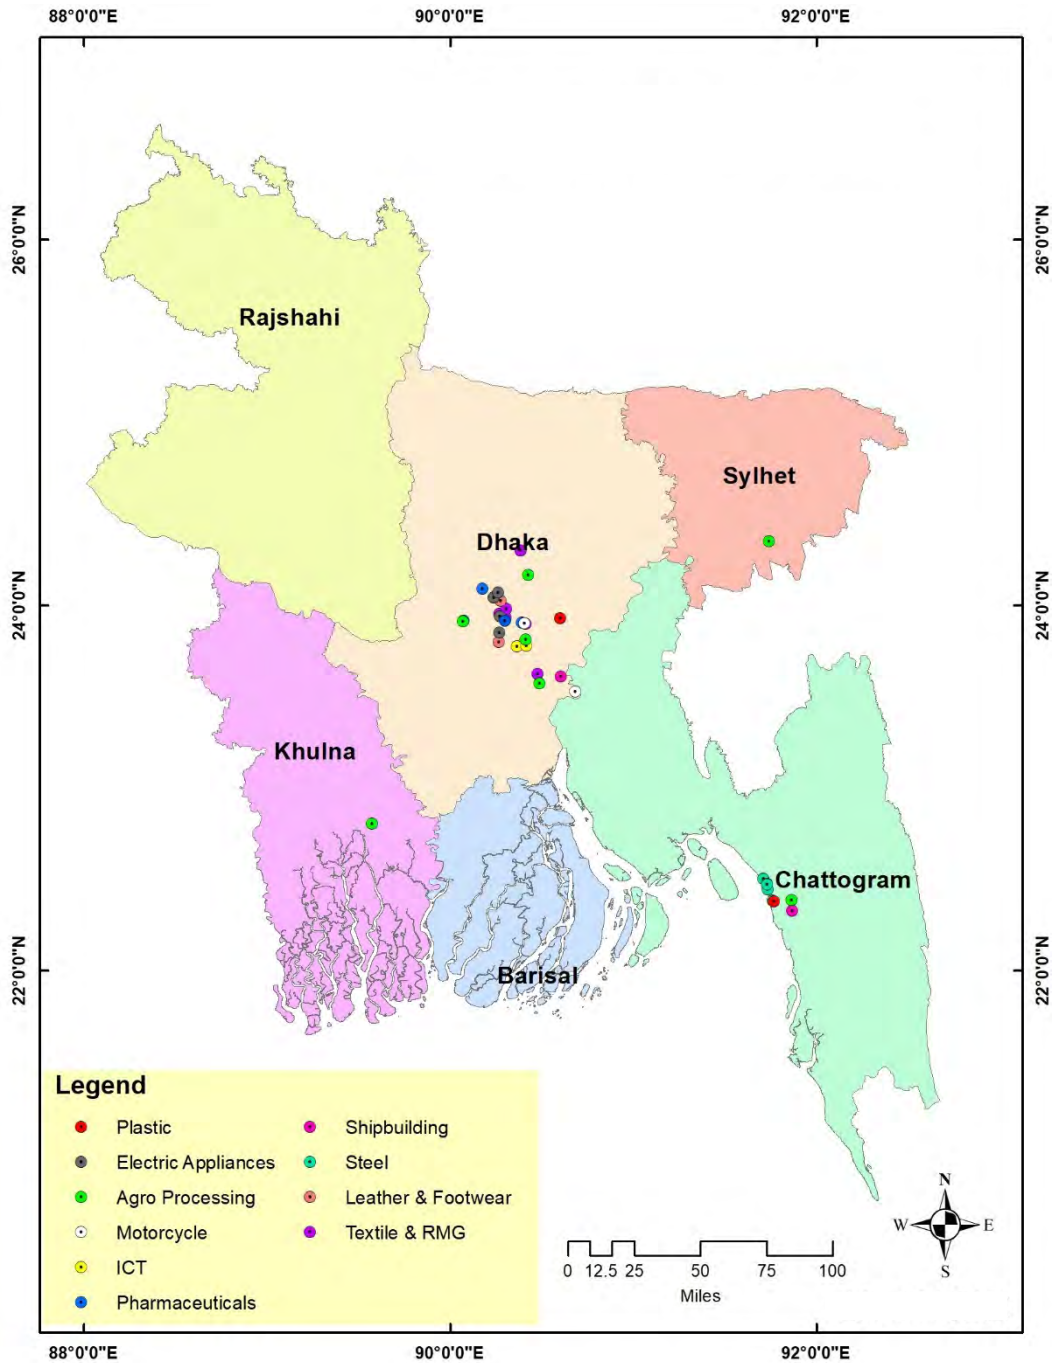 88°0'0"E 90°0'0"E 92°0'0"E
26°0'0"N 26°0'0"N
Rajshahi
Sylhet
Dhaka
24°0'0"N 24°0'0"N
Khulna
Chattogram
Barisal
22°0'0"N 22°0'0"N
Legend
Plastic Shipbuilding
Electric Appliances Steel
Agro Processing Leather & Footwear
Motorcycle Textile & RMG
ICT
Pharmaceuticals
N
W E
S
0 12.5 25 50 75 100
Miles
88°0'0"E 90°0'0"E 92°0'0"E